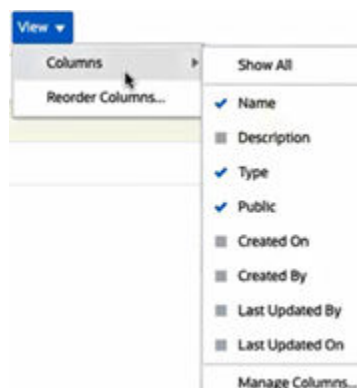 View
Columns
Reorder Columns...
Show All
Name
Description
Type
Public
Created On
Created By
Last Updated By
Last Updated On
Manage Columns...